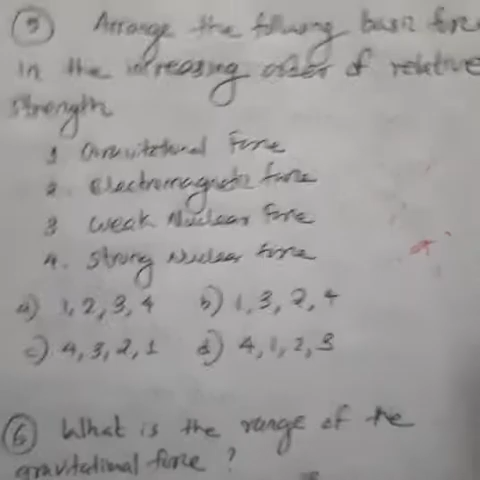 5 Arrange the following basic force
in the increasing order of relative
strength
1 Gravitational Force
2. Electromagnetic force
3 Weak Nuclear force
4. Strong Nuclear force
a) 1, 2, 3, 4 b) 1, 3, 2, 4
c) 4, 3, 2, 1 d) 4, 1, 2, 3
6 What is the range of the
gravitational force ?